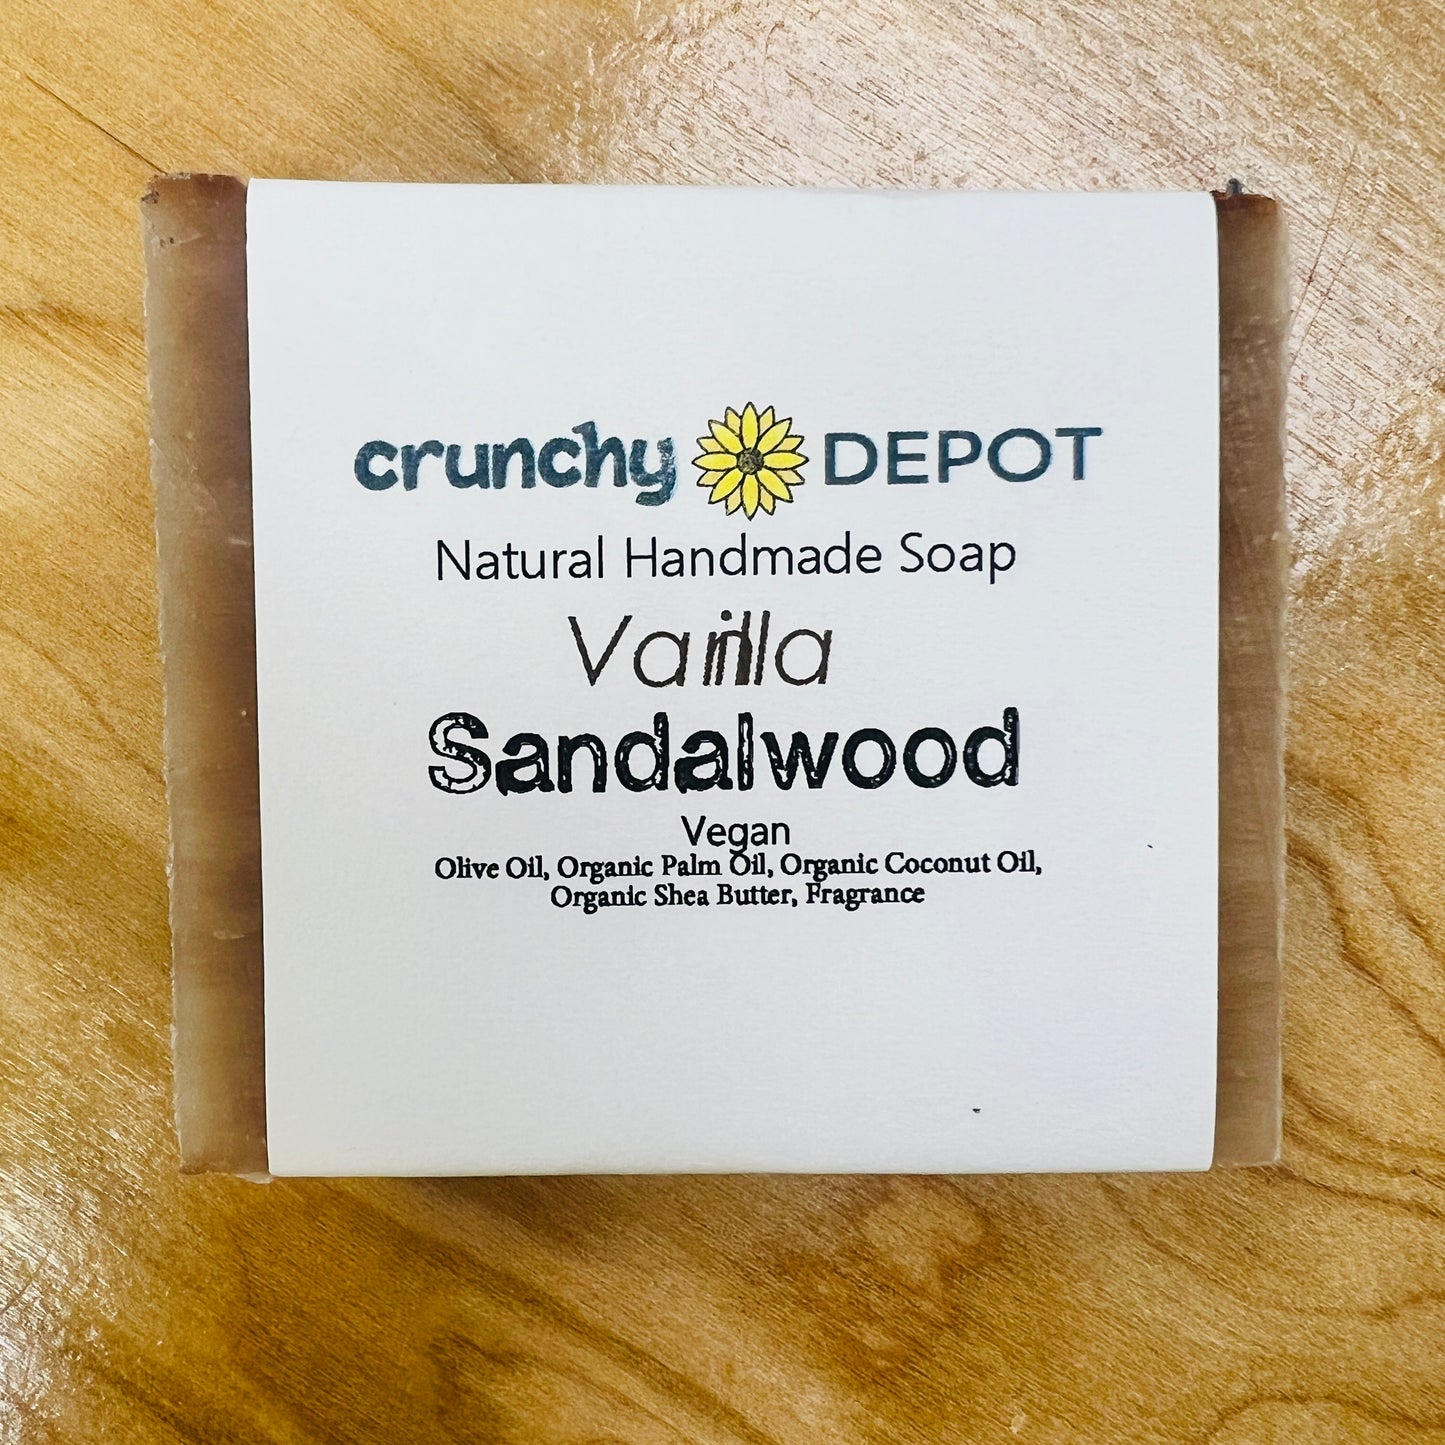 crunchy DEPOT
Natural Handmade Soap
Vanilla
Sandalwood
Vegan
Olive Oil, Organic Palm Oil, Organic Coconut Oil,
Organic Shea Butter, Fragrance